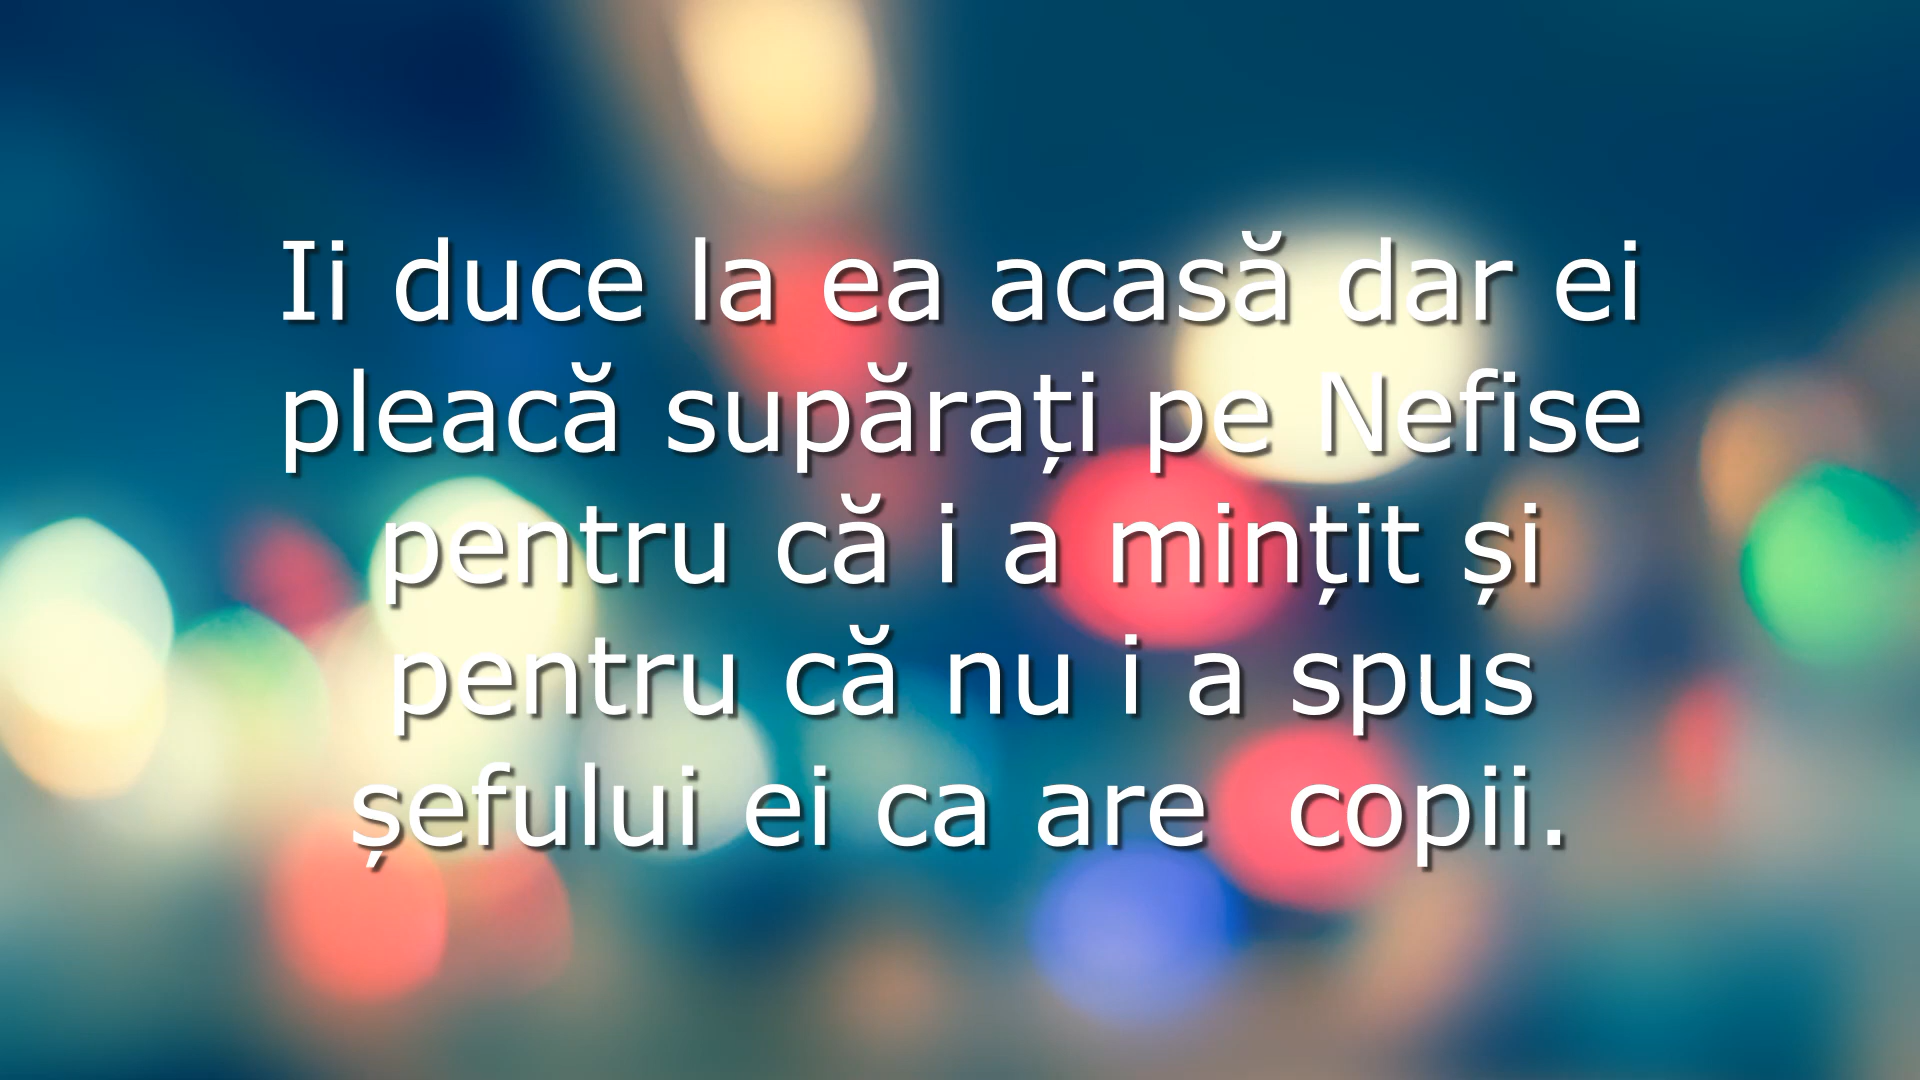 Ii duce la ea acasă dar ei
pleacă supărați pe Nefise
pentru că i a mințit și
pentru că nu i a spus
șefului ei ca are  copii.